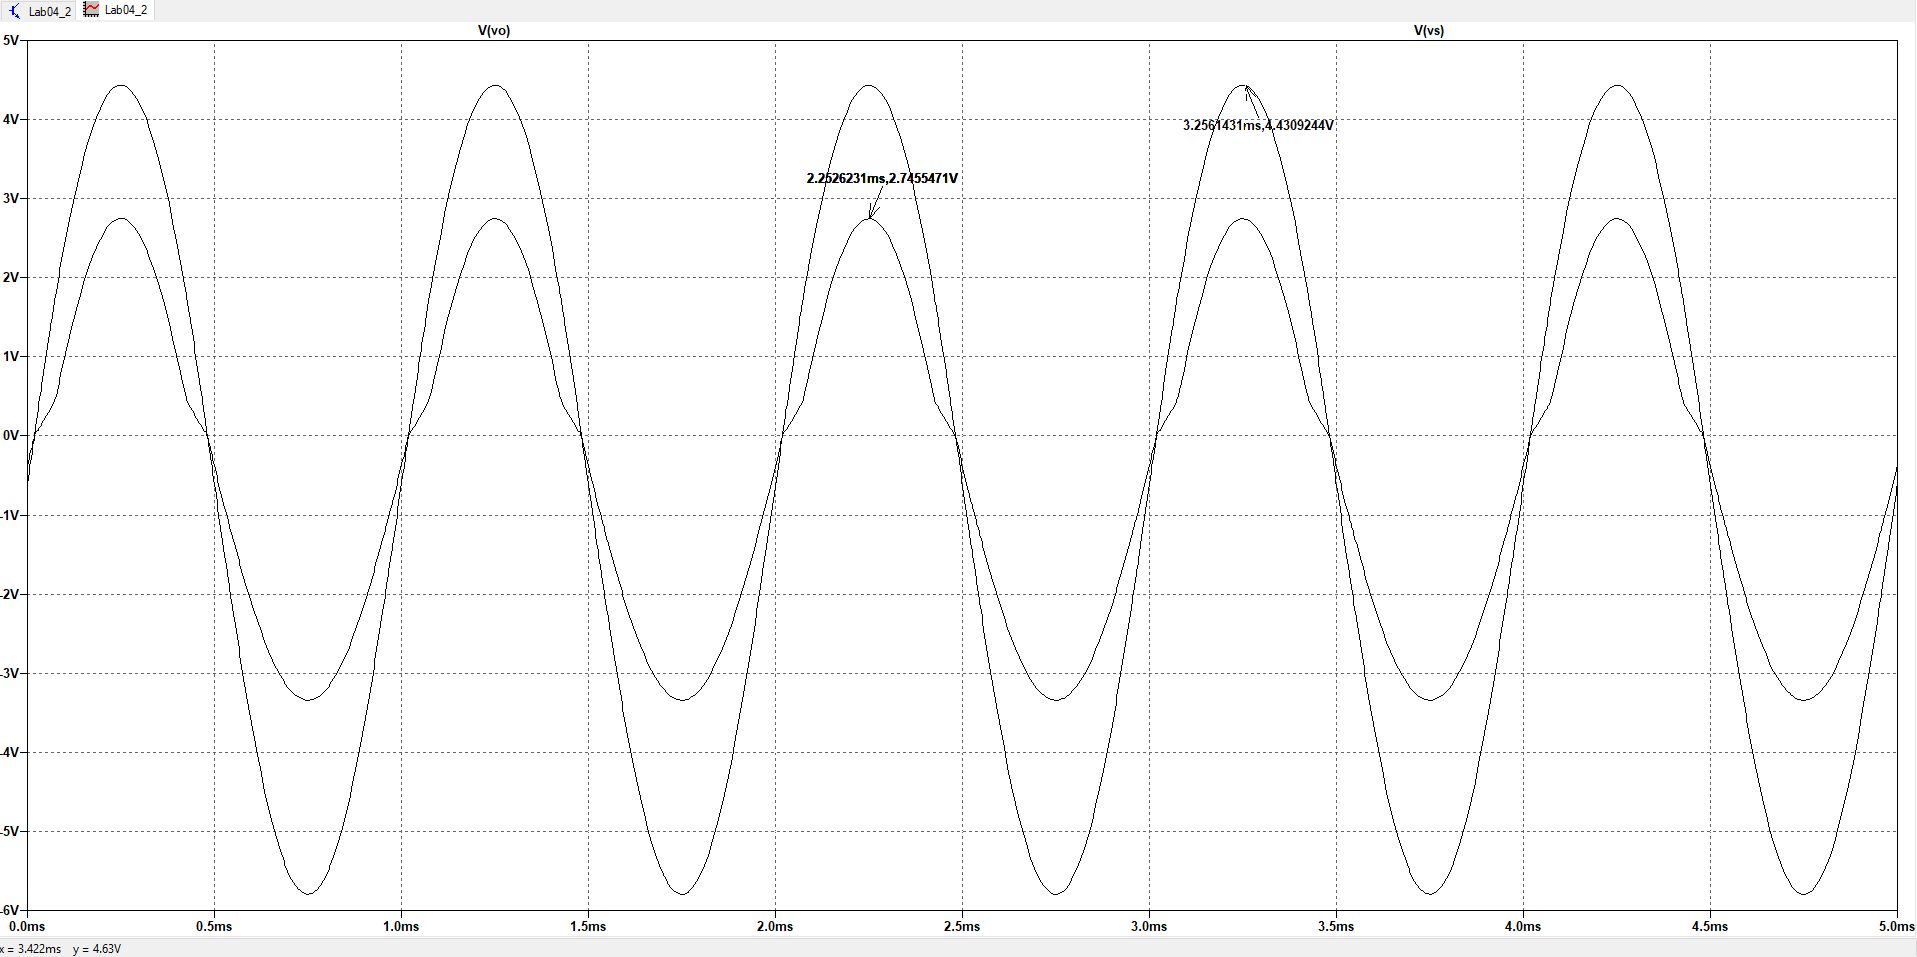 Lab04_2 Lab04_2
V(vo) V(vs)
5V
4V
3.2561431ms,4.4309244V
2.2526231ms,2.7455471V
3V
2V
1V
0V
-1V
-2V
-3V
-4V
-5V
-6V
0.0ms 0.5ms 1.0ms 1.5ms 2.0ms 2.5ms 3.0ms 3.5ms 4.0ms 4.5ms 5.0ms
x = 3.422ms y = 4.63V